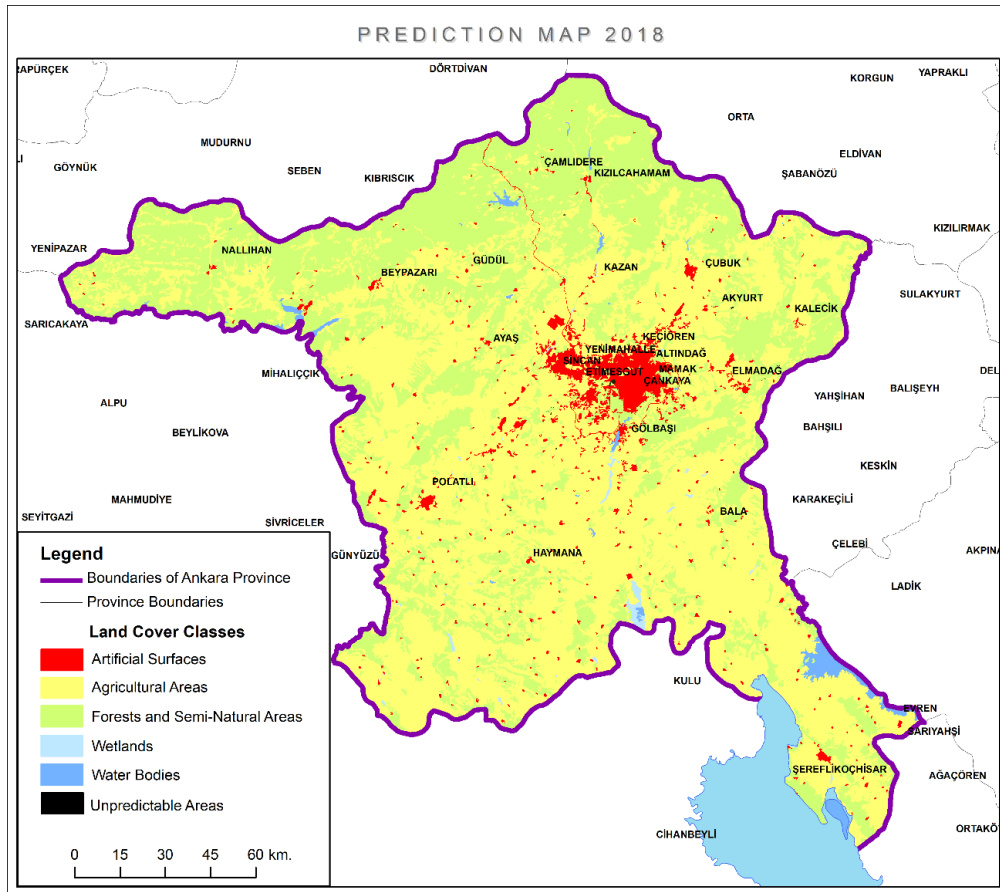 PREDICTION MAP 2018
DÖRTDİVAN
RAPÜRÇEK
KORGUN
YAPRAKLI
ORTA
MUDURNU
ELDİVAN
GÖYNÜK
ŞEBEN
KIBRISCIK
ÇAMLIDERE
KIZILCAHAMAM
ŞABANÖZÜ
KIZILIRMAK
YENİPAZAR
NALLIHAN
GÜDÜL
BEYPAZARI
KAZAN
ÇUBUK
SULAKYURT
AKYURT
KALECİK
SARICAKAYA
AYAŞ
KEÇİÖREN
YENİMAHALLE
ALTINDAĞ
SİNCAN
MİHALIÇÇIK
ETİMESGUT
MAMAK
ELMADAĞ
DEL
ÇANKAYA
BALIŞEYH
YAHŞİHAN
ALPU
BEYLİKOVA
GÖLBAŞI
BAHŞILI
KESKİN
POLATLI
MAHMUDİYE
KARAKEÇİLİ
SEYİTGAZİ
SİVRİCELER
BALA
ÇELEBİ
AKPINA
GÜNYÜZÜ
HAYMANA
LADİK
Legend
Boundaries of Ankara Province
Province Boundaries
Land Cover Classes
Artificial Surfaces
Agricultural Areas
Forests and Semi-Natural Areas
Wetlands
Water Bodies
Unpredictable Areas
0 15 30 45 60 km.
KULU
EVREN
SARIYAHŞİ
ŞEREFLİKOÇHİSAR
AĞAÇÖREN
CİHANBEYLİ
ORTAKÖ